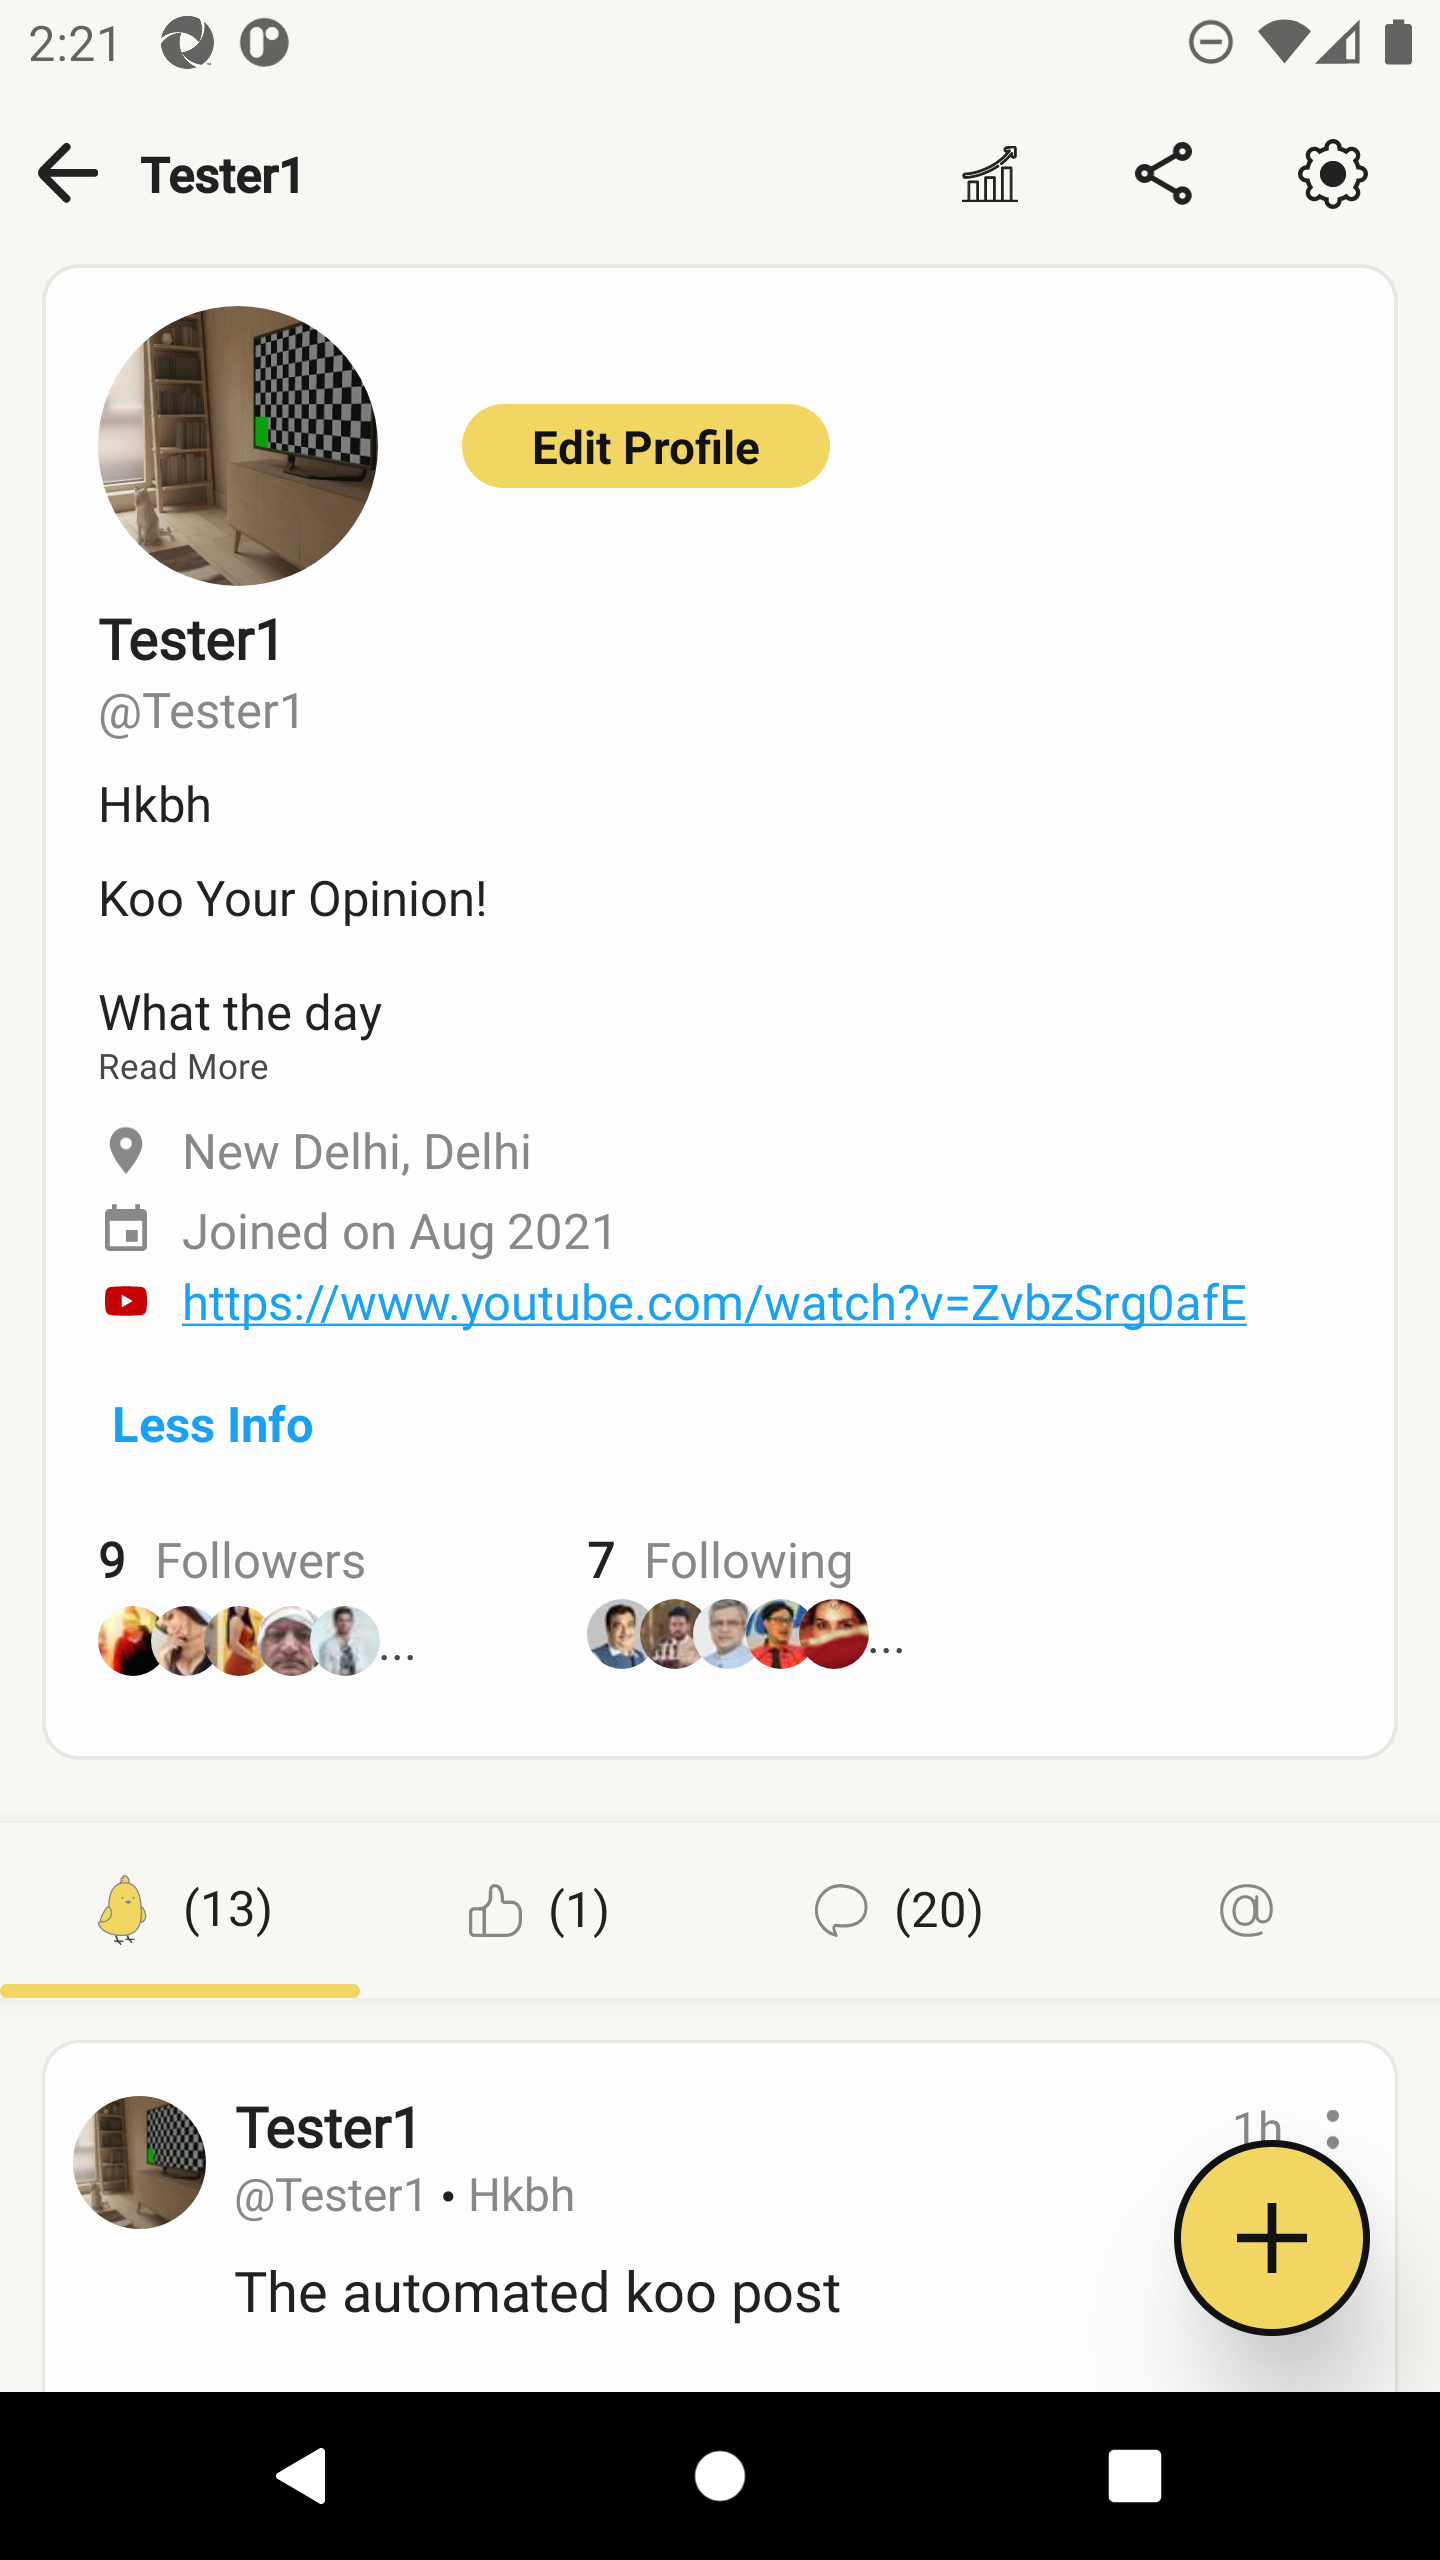 2:21
Tester1
Edit Profile
Tester1
@Tester1
Hkbh
Koo Your Opinion!
What the day
Read More
New Delhi, Delhi
Joined on Aug 2021
https://www.youtube.com/watch?v=ZvbzSrg0afE
Less Info
9 Followers 7 Following
... ...
(13) (1) (20) @
Tester1 1h
@Tester1 • Hkbh
The automated koo post